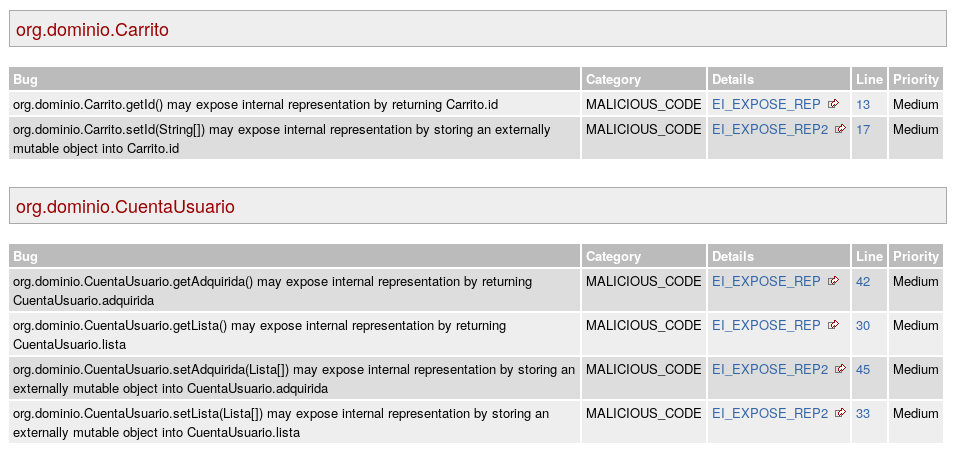 org.dominio.Carrito
Bug Category Details Line Priority
org.dominio.Carrito.getId() may expose internal representation by returning Carrito.id MALICIOUS_CODE EI_EXPOSE_REP 13 Medium
org.dominio.Carrito.setId(String[]) may expose internal representation by storing an externally MALICIOUS_CODE EI_EXPOSE_REP2 17 Medium
mutable object into Carrito.id
org.dominio.CuentaUsuario
Bug Category Details Line Priority
org.dominio.CuentaUsuario.getAdquirida() may expose internal representation by returning MALICIOUS_CODE EI_EXPOSE_REP 42 Medium
CuentaUsuario.adquirida
org.dominio.CuentaUsuario.getLista() may expose internal representation by returning MALICIOUS_CODE EI_EXPOSE_REP 30 Medium
CuentaUsuario.lista
org.dominio.CuentaUsuario.setAdquirida(Lista[]) may expose internal representation by storing an MALICIOUS_CODE EI_EXPOSE_REP2 45 Medium
externally mutable object into CuentaUsuario.adquirida
org.dominio.CuentaUsuario.setLista(Lista[]) may expose internal representation by storing an MALICIOUS_CODE EI_EXPOSE_REP2 33 Medium
externally mutable object into CuentaUsuario.lista